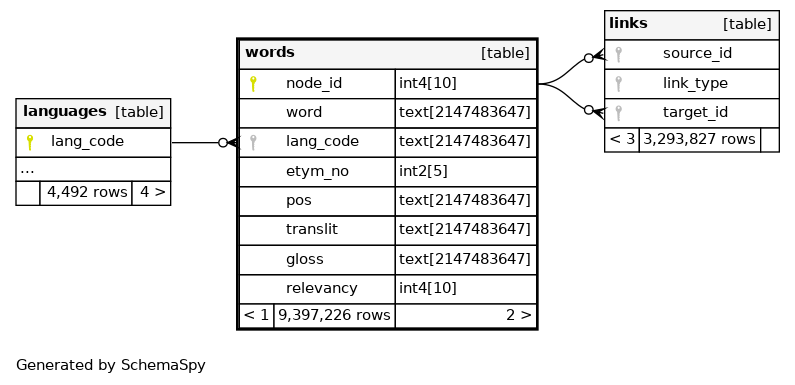 languages [table]
lang_code
...
4,492 rows 4 >
words [table]
node_id int4[10]
word text[2147483647]
lang_code text[2147483647]
etym_no int2[5]
pos text[2147483647]
translit text[2147483647]
gloss text[2147483647]
relevancy int4[10]
< 1 9,397,226 rows 2 >
links [table]
source_id
link_type
target_id
< 3 3,293,827 rows
Generated by SchemaSpy